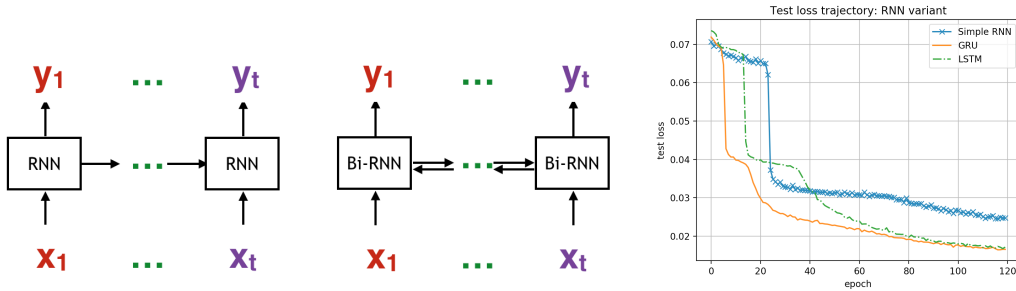 y1 ... yt
RNN ... RNN
x1 ... xt
y1 ... yt
Bi-RNN ... Bi-RNN
x1 ... xt
Test loss trajectory: RNN variant
Simple RNN
GRU
LSTM
test loss
0.07
0.06
0.05
0.04
0.03
0.02
0 20 40 60 80 100 120
epoch